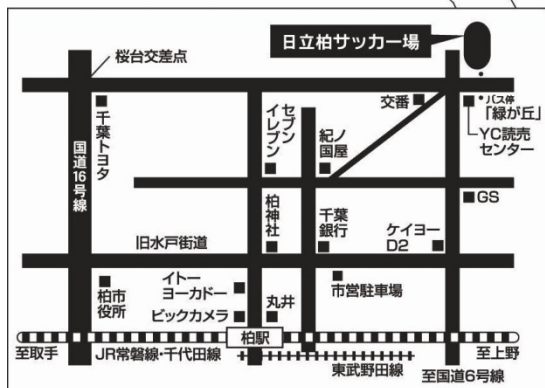 日立柏サッカー場
桜台交差点
千葉トヨタ
国道16号線
セブン
イレブン
紀ノ
国屋
交番
・バス停
「緑が丘」
YC読売
センター
GS
柏神社
千葉
銀行
ケイヨー
D2
旧水戸街道
柏市
役所
イトー
ヨーカドー
ビックカメラ
丸井
市営駐車場
柏駅
至取手
JR常磐線・千代田線
東武野田線
至上野
至国道6号線